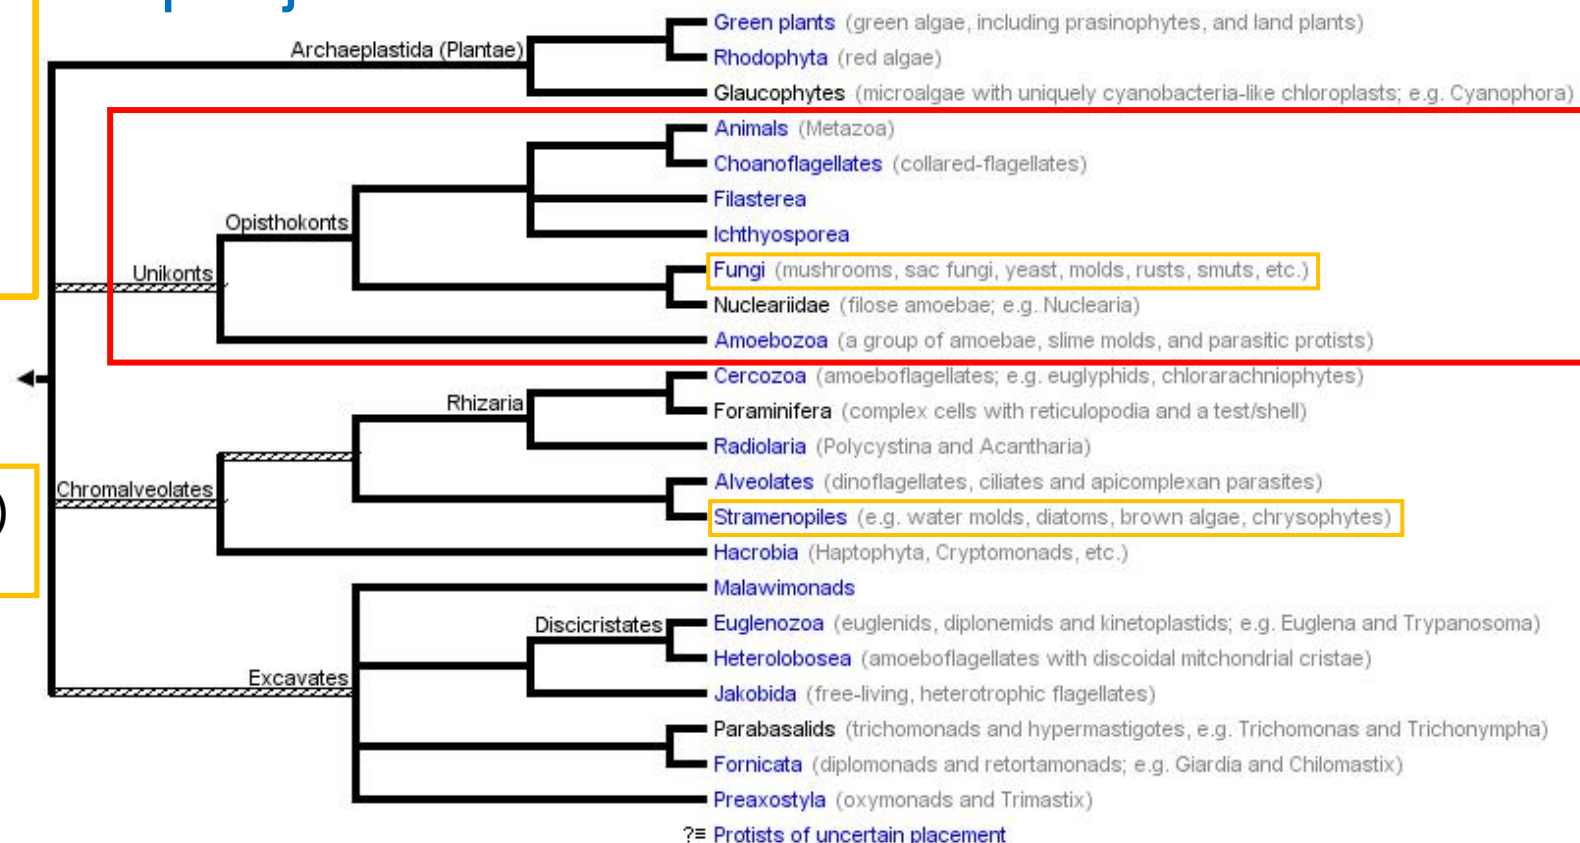 Green plants (green algae, including prasinophytes, and land plants)
Archaeplastida (Plantae)
Rhodophyta (red algae)
Glaucophytes (microalgae with uniquely cyanobacteria-like chloroplasts; e.g. Cyanophora)
Animals (Metazoa)
Choanoflagellates (collared-flagellates)
Filasterea
Opisthokonts
Ichthyosporea
Unikonts
Fungi (mushrooms, sac fungi, yeast, molds, rusts, smuts, etc.)
Nucleariidae (filose amoebae; e.g. Nuclearia)
Amoebozoa (a group of amoebae, slime molds, and parasitic protists)
Cercozoa (amoeboflagellates; e.g. euglyphids, chlorarachniophytes)
Rhizaria
Foraminifera (complex cells with reticulopodia and a test/shell)
Radiolaria (Polycystina and Acantharia)
Alveolates (dinoflagellates, ciliates and apicomplexan parasites)
Chromalveolates
)
Stramenopiles (e.g. water molds, diatoms, brown algae, chrysophytes)
Hacrobia (Haptophyta, Cryptomonads, etc.)
Malawimonads
Discicristates
Euglenozoa (euglenids, diplonemids and kinetoplastids; e.g. Euglena and Trypanosoma)
Heterolobosea (amoeboflagellates with discoidal mitchondrial cristae)
Excavates
Jakobida (free-living, heterotrophic flagellates)
Parabasalids (trichomonads and hypermastigotes, e.g. Trichomonas and Trichonympha)
Fornicata (diplomonads and retortamonads; e.g. Giardia and Chilomastix)
Preaxostyla (oxymonads and Trimastix)
?≡ Protists of uncertain placement